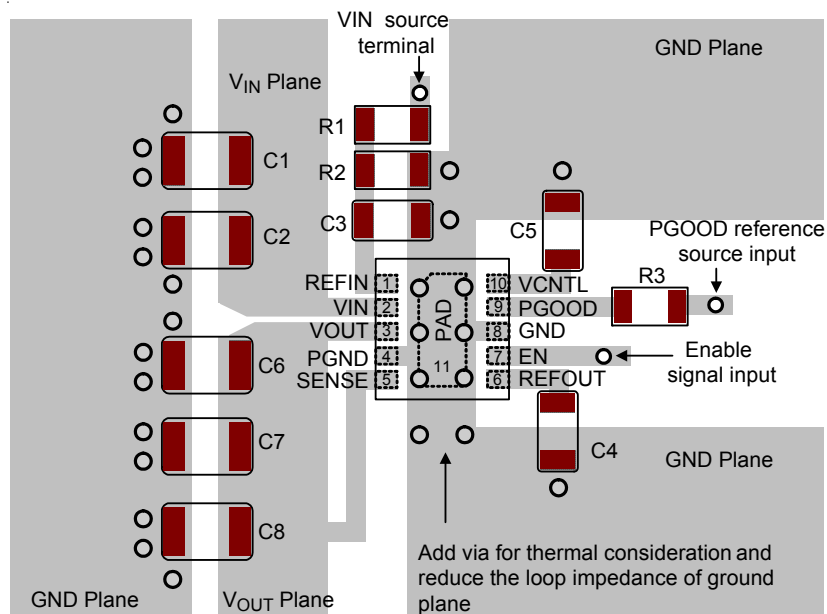 VIN source
terminal
GND Plane
VIN Plane
R1
C1
R2
C3
C2
C5
PGOOD reference
source input
R3
REFIN
1
10
VCNTL
VIN
2
PAD
9
PGOOD
VOUT
3
8
GND
PGND
4
11
7
EN
Enable
signal input
SENSE
5
6
REFOUT
C6
C7
C4
GND Plane
C8
Add via for thermal consideration and
reduce the loop impedance of ground
plane
GND Plane
VOUT Plane